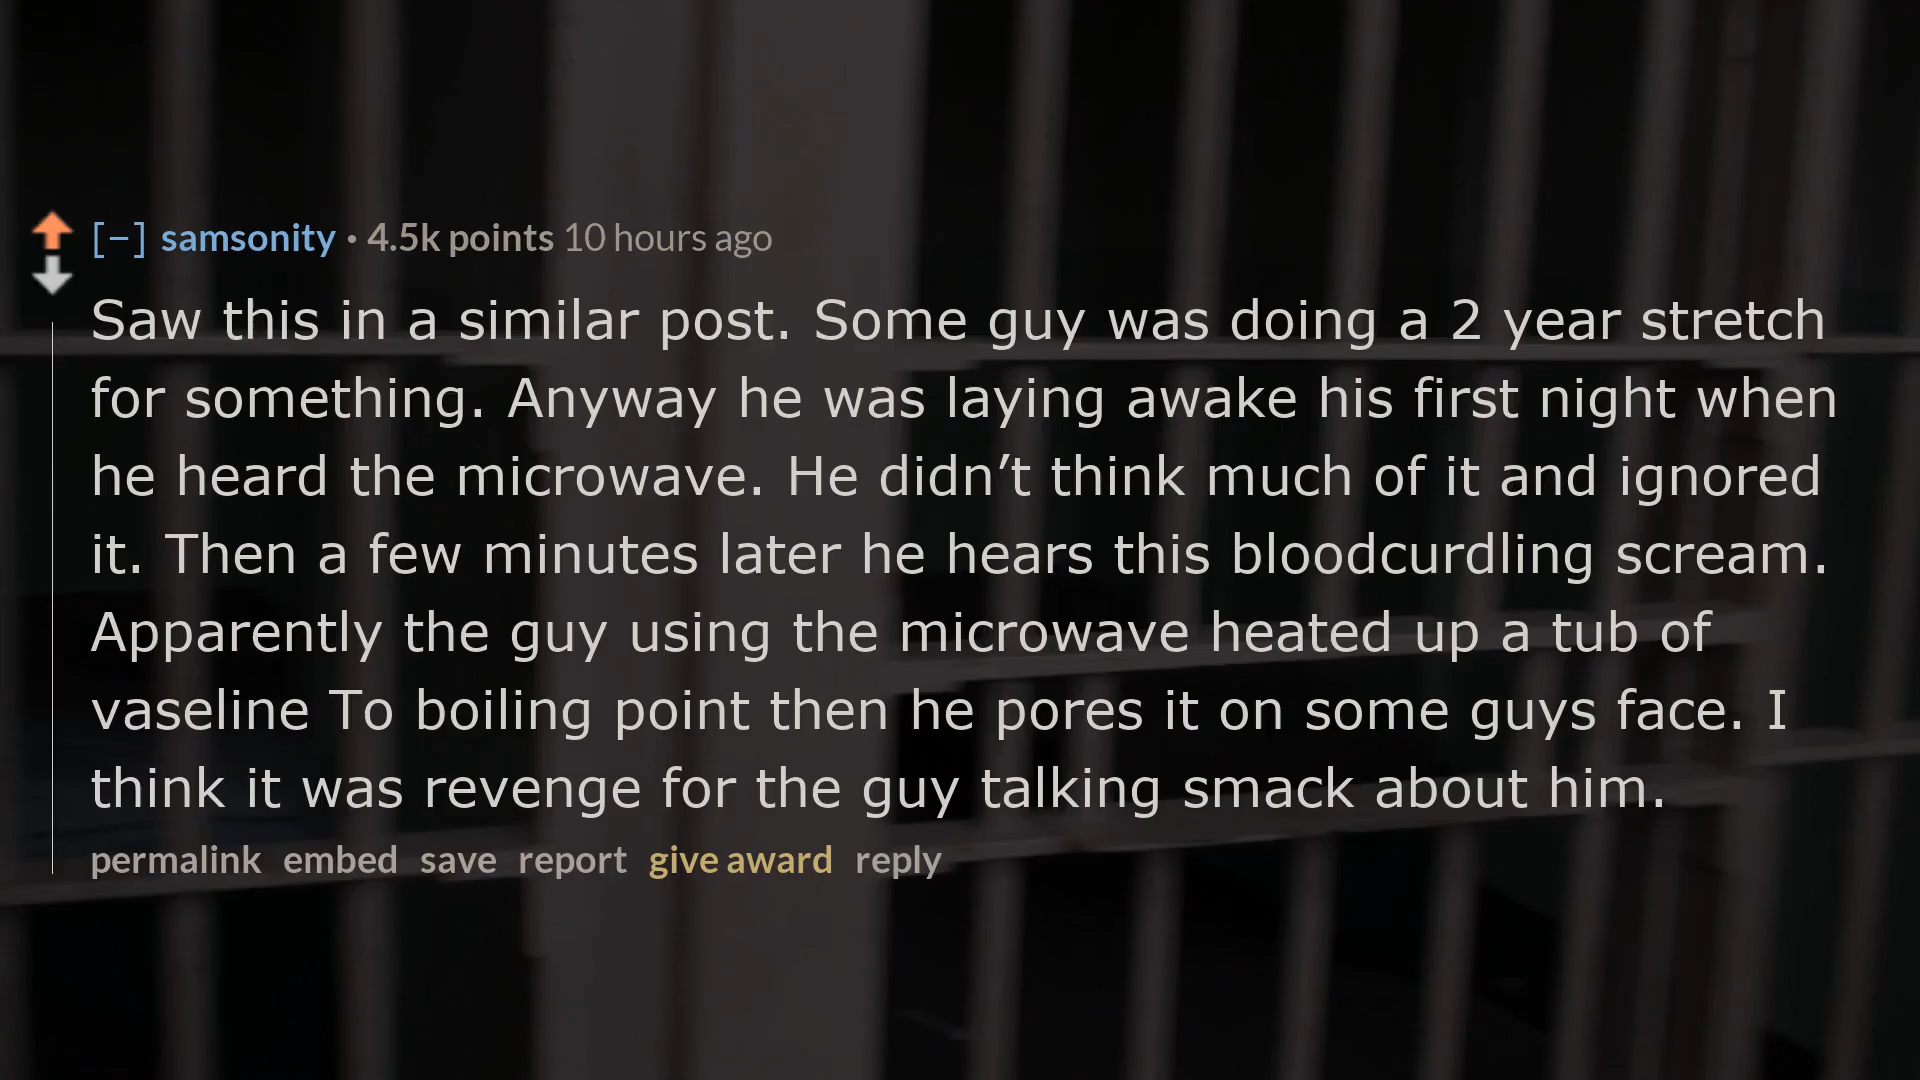 [–] samsonity • 4.5k points 10 hours ago
Saw this in a similar post. Some guy was doing a 2 year stretch
for something. Anyway he was laying awake his first night when
he heard the microwave. He didn’t think much of it and ignored
it. Then a few minutes later he hears this bloodcurdling scream.
Apparently the guy using the microwave heated up a tub of
vaseline To boiling point then he pores it on some guys face. I
think it was revenge for the guy talking smack about him.
permalink embed save report give award reply